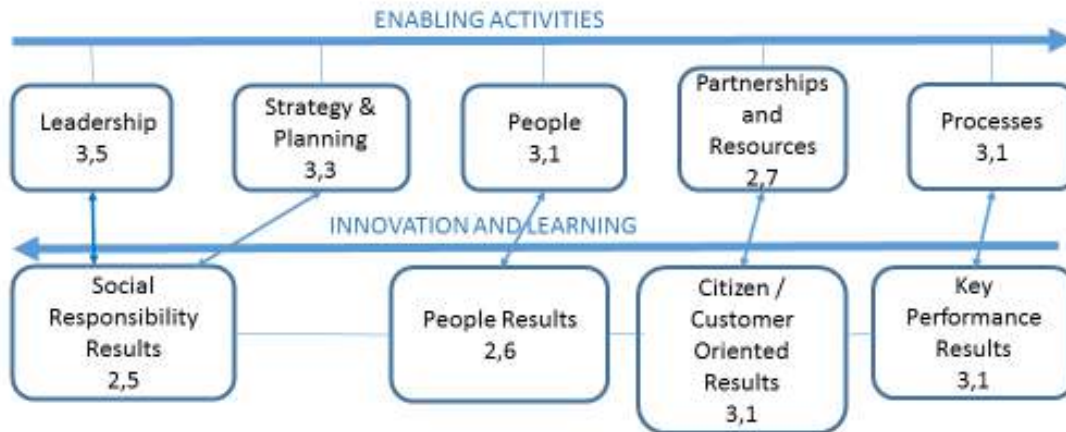 ENABLING ACTIVITIES
Leadership
3,5
Strategy &
Planning
3,3
People
3,1
Partnerships
and
Resources
2,7
Processes
3,1
INNOVATION AND LEARNING
Social
Responsibility
Results
2,5
People Results
2,6
Citizen /
Customer
Oriented
Results
3,1
Key
Performance
Results
3,1